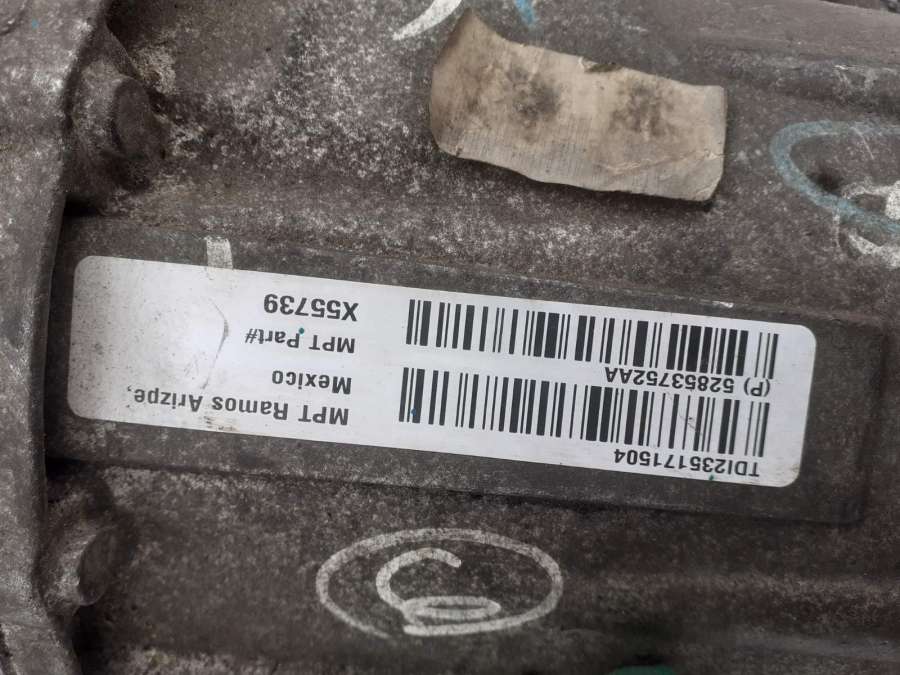 TDI235171504
(P) 52853752AA
MPT Ramos Arizpe,
Mexico
MPT Part#
X55739